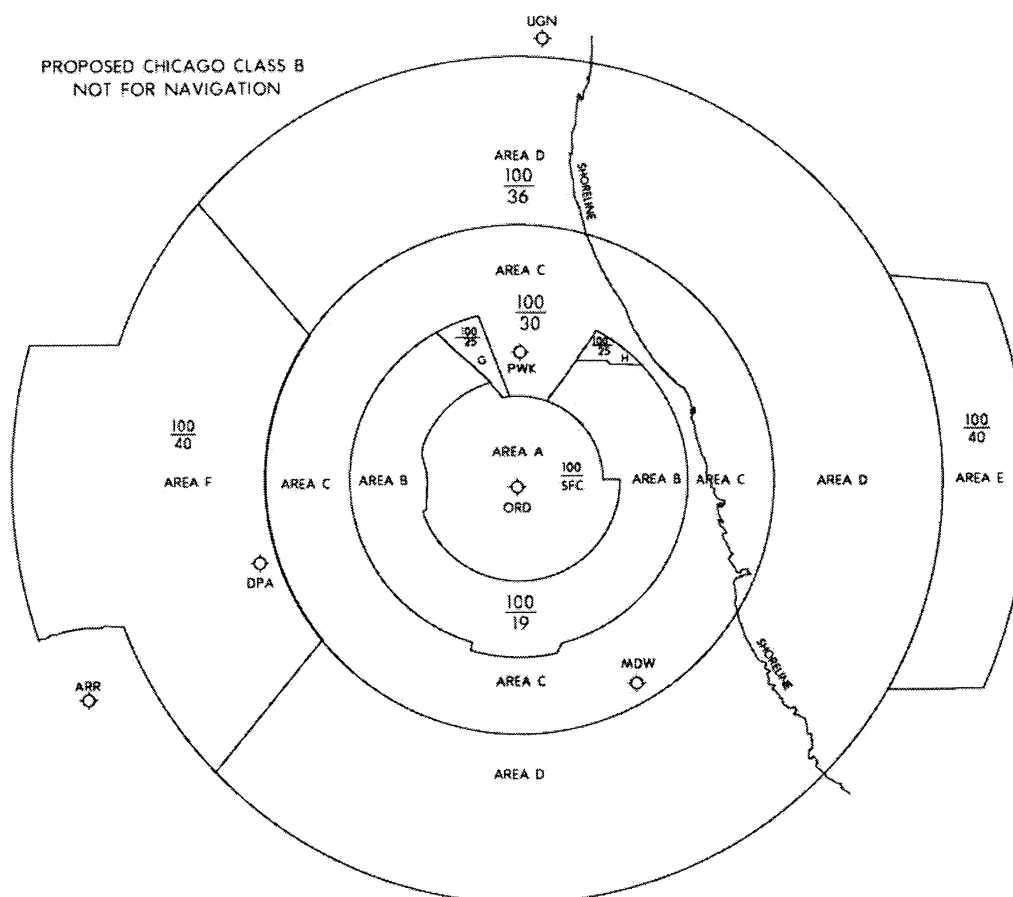 UGN
PROPOSED CHICAGO CLASS B
NOT FOR NAVIGATION
AREA D
100
36
SHORELINE
AREA C
100
30
100
25
G
100
25
H
PWK
100
40
AREA F
AREA C
AREA B
AREA A
100
SFC
ORD
AREA B
AREA C
AREA D
100
40
AREA E
DPA
100
19
MDW
AREA C
SHORELINE
ARR
AREA D